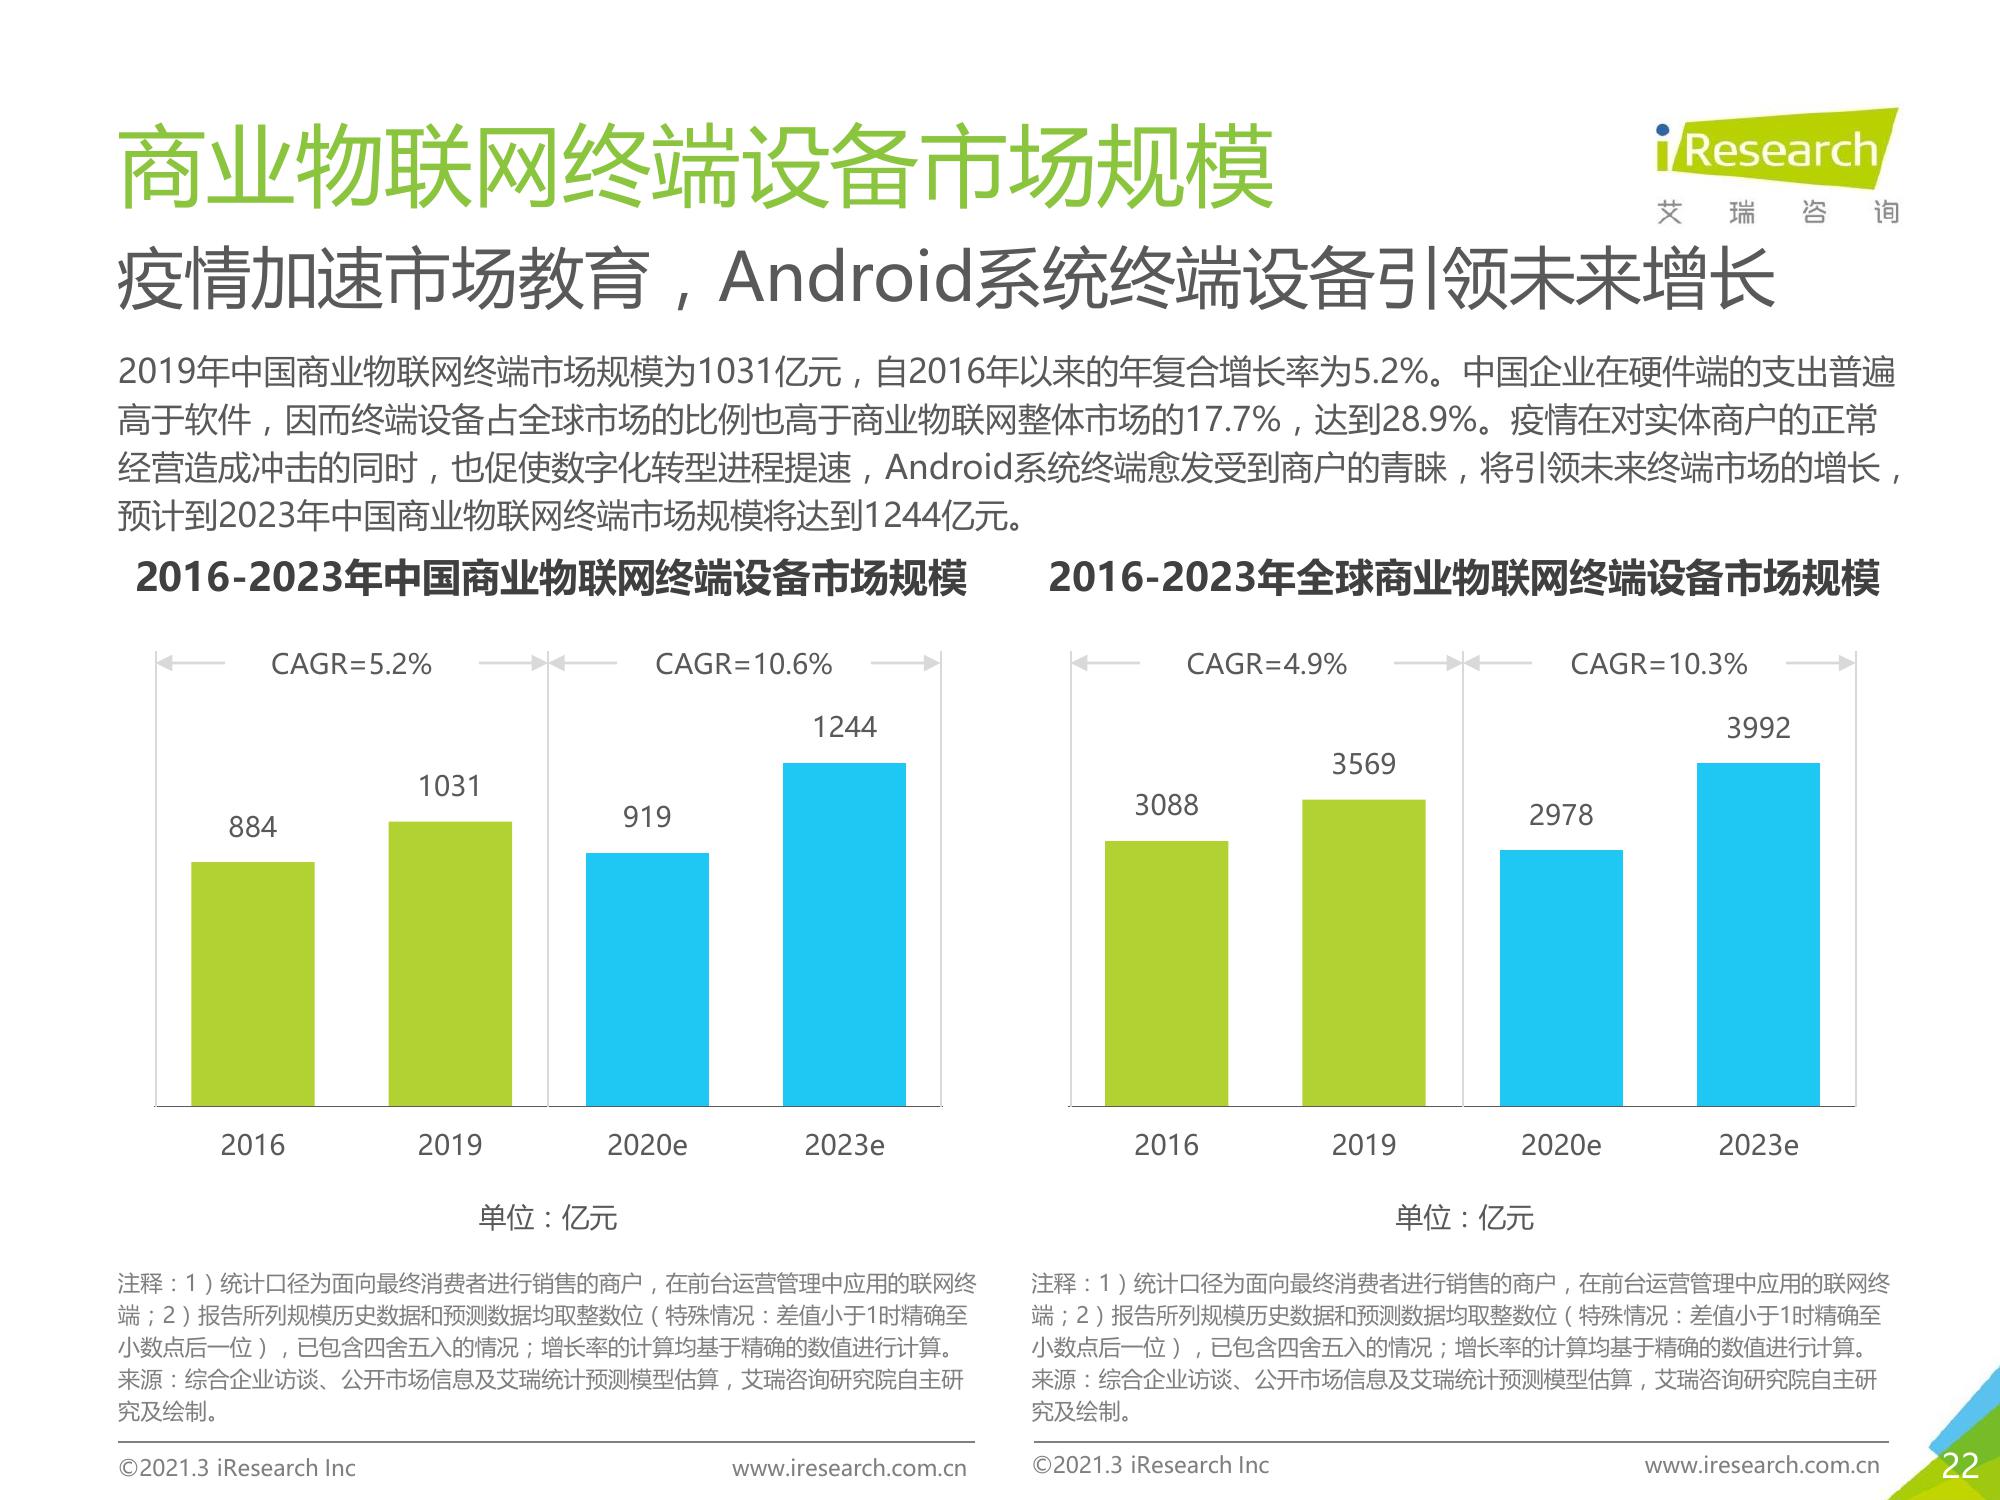 商业物联网终端设备市场规模
iResearch
艾瑞咨询
疫情加速市场教育，Android系统终端设备引领未来增长
2019年中国商业物联网终端市场规模为1031亿元，自2016年以来的年复合增长率为5.2%。中国企业在硬件端的支出普遍
高于软件，因而终端设备占全球市场的比例也高于商业物联网整体市场的17.7%，达到28.9%。疫情在对实体商户的正常
经营造成冲击的同时，也促使数字化转型进程提速，Android系统终端愈发受到商户的青睐，将引领未来终端市场的增长，
预计到2023年中国商业物联网终端市场规模将达到1244亿元。
2016-2023年中国商业物联网终端设备市场规模
CAGR=5.2%
CAGR=10.6%
884
1031
919
1244
2016
2019
2020e
2023e
单位：亿元
注释：1）统计口径为面向最终消费者进行销售的商户，在前台运营管理中应用的联网终
端；2）报告所列规模历史数据和预测数据均取整数位（特殊情况：差值小于1时精确至
小数点后一位），已包含四舍五入的情况；增长率的计算均基于精确的数值进行计算。
来源：综合企业访谈、公开市场信息及艾瑞统计预测模型估算，艾瑞咨询研究院自主研
究及绘制。
©2021.3 iResearch Inc
www.iresearch.com.cn
2016-2023年全球商业物联网终端设备市场规模
CAGR=4.9%
CAGR=10.3%
3088
3569
2978
3992
2016
2019
2020e
2023e
单位：亿元
注释：1）统计口径为面向最终消费者进行销售的商户，在前台运营管理中应用的联网终
端；2）报告所列规模历史数据和预测数据均取整数位（特殊情况：差值小于1时精确至
小数点后一位），已包含四舍五入的情况；增长率的计算均基于精确的数值进行计算。
来源：综合企业访谈、公开市场信息及艾瑞统计预测模型估算，艾瑞咨询研究院自主研
究及绘制。
©2021.3 iResearch Inc
www.iresearch.com.cn
22